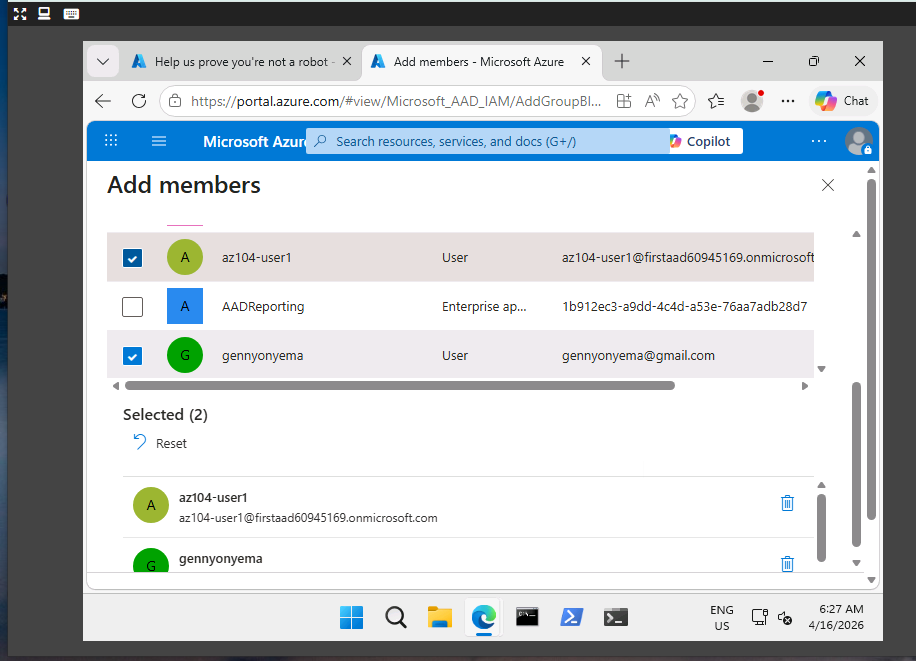 Help us prove you're not a robot -
Add members - Microsoft Azure
https://portal.azure.com/#view/Microsoft_AAD_IAM/AddGroupBl...
Chat
Microsoft Azur
Search resources, services, and docs (G+/)
Copilot
Add members
A
az104-user1
User
az104-user1@firstaad60945169.onmicrosoft
A
AADReporting
Enterprise ap...
1b912ec3-a9dd-4c4d-a53e-76aa7adb28d7
G
gennyonyema
User
gennyonyema@gmail.com
Selected (2)
Reset
A
az104-user1
az104-user1@firstaad60945169.onmicrosoft.com
G
gennyonyema
ENG
US
6:27 AM
4/16/2026